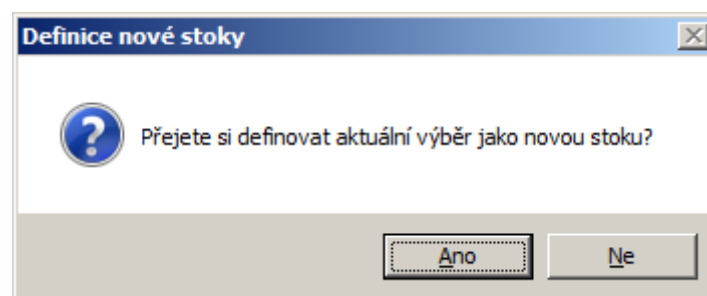 Definice nové stoky
Přejete si definovat aktuální výběr jako novou stoku?
Ano
Ne